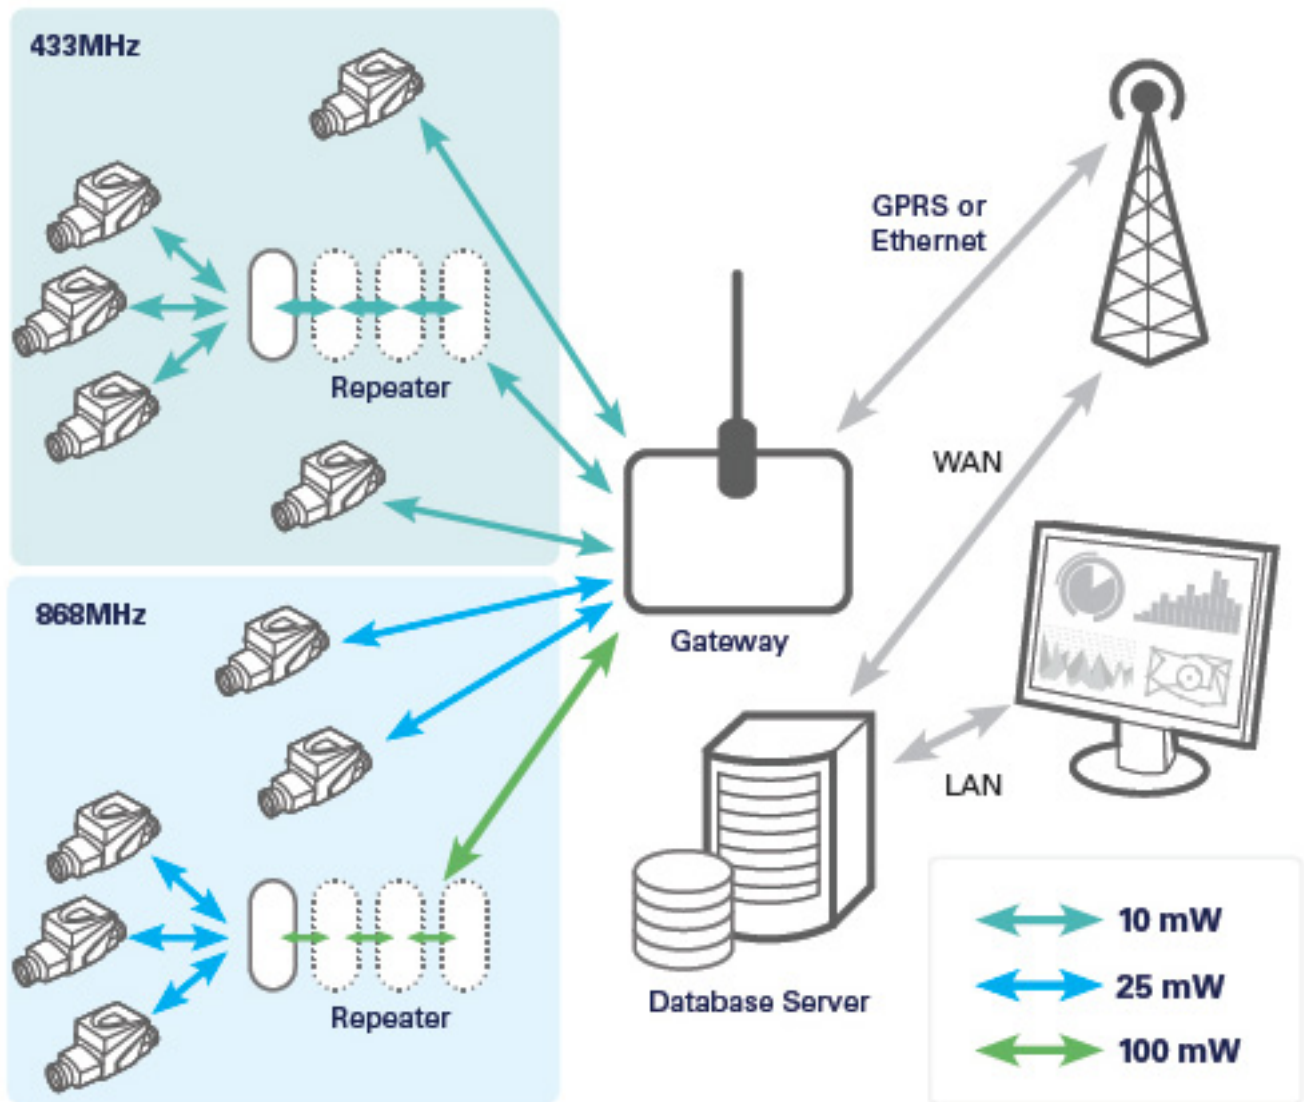 433MHz
GPRS or
Ethernet
Repeater
WAN
868MHz
Gateway
LAN
10 mW
25 mW
Database Server
Repeater
100 mW